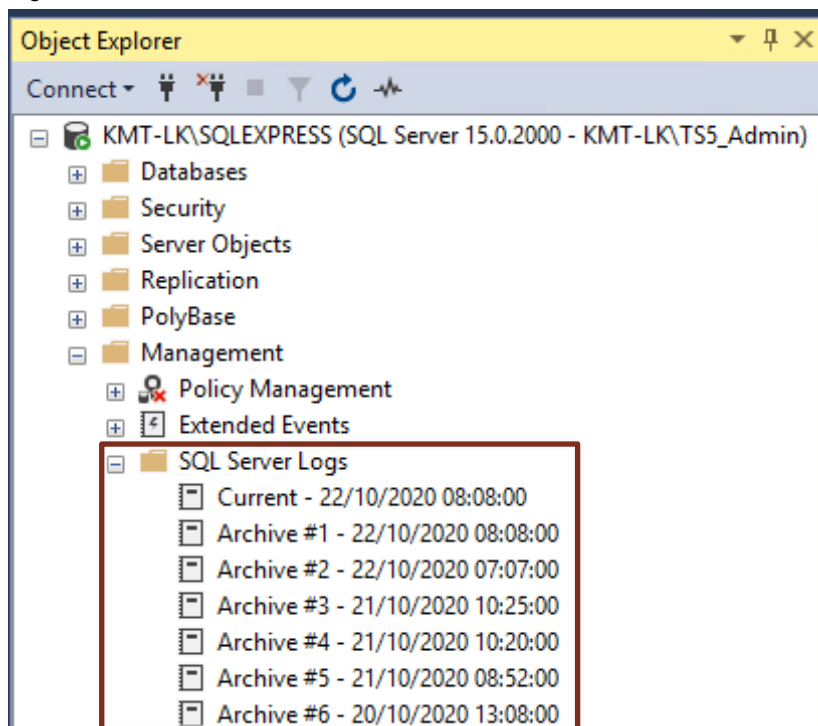 Object Explorer
Connect
KMT-LK\SQLEXPRESS (SQL Server 15.0.2000 - KMT-LK\TS5_Admin)
Databases
Security
Server Objects
Replication
PolyBase
Management
Policy Management
Extended Events
SQL Server Logs
Current - 22/10/2020 08:08:00
Archive #1 - 22/10/2020 08:08:00
Archive #2 - 22/10/2020 07:07:00
Archive #3 - 21/10/2020 10:25:00
Archive #4 - 21/10/2020 10:20:00
Archive #5 - 21/10/2020 08:52:00
Archive #6 - 20/10/2020 13:08:00